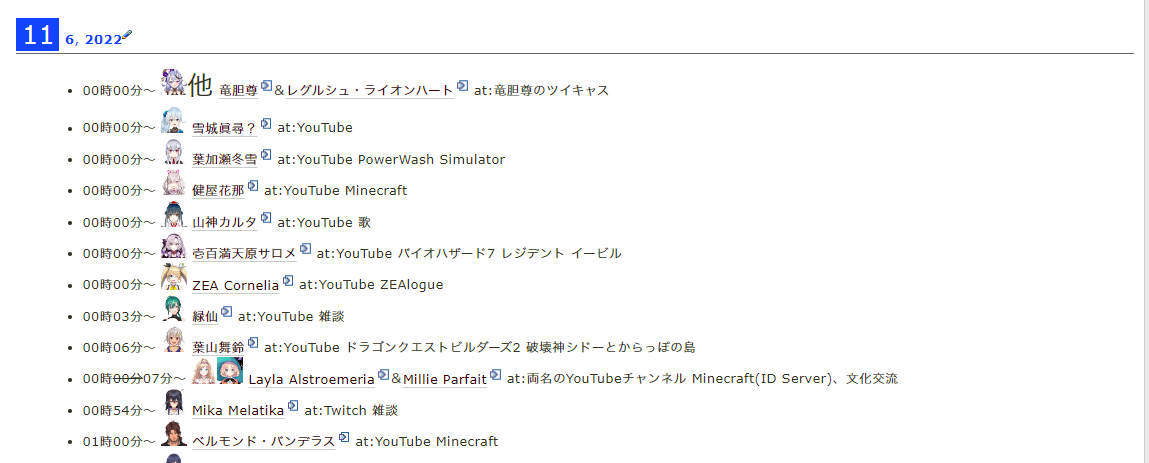 11 6, 2022
00時00分～ 他 竜胆尊&レグルシュ・ライオンハート at:竜胆尊のツイキャス
00時00分～ 雪城眞尋？ at:YouTube
00時00分～ 葉加瀬冬雪 at:YouTube PowerWash Simulator
00時00分～ 健屋花那 at:YouTube Minecraft
00時00分～ 山神カルタ at:YouTube 歌
00時00分～ 壱百満天原サロメ at:YouTube バイオハザード7 レジデント イービル
00時00分～ ZEA Cornelia at:YouTube ZEAlogue
00時03分～ 緑仙 at:YouTube 雑談
00時06分～ 葉山舞鈴 at:YouTube ドラゴンクエストビルダーズ2 破壊神シドーとからっぽの島
00時00分07分～ Layla Alstroemeria&Millie Parfait at:両名のYouTubeチャンネル Minecraft(ID Server)、文化交流
00時54分～ Mika Melatika at:Twitch 雑談
01時00分～ ベルモンド・バンデラス at:YouTube Minecraft